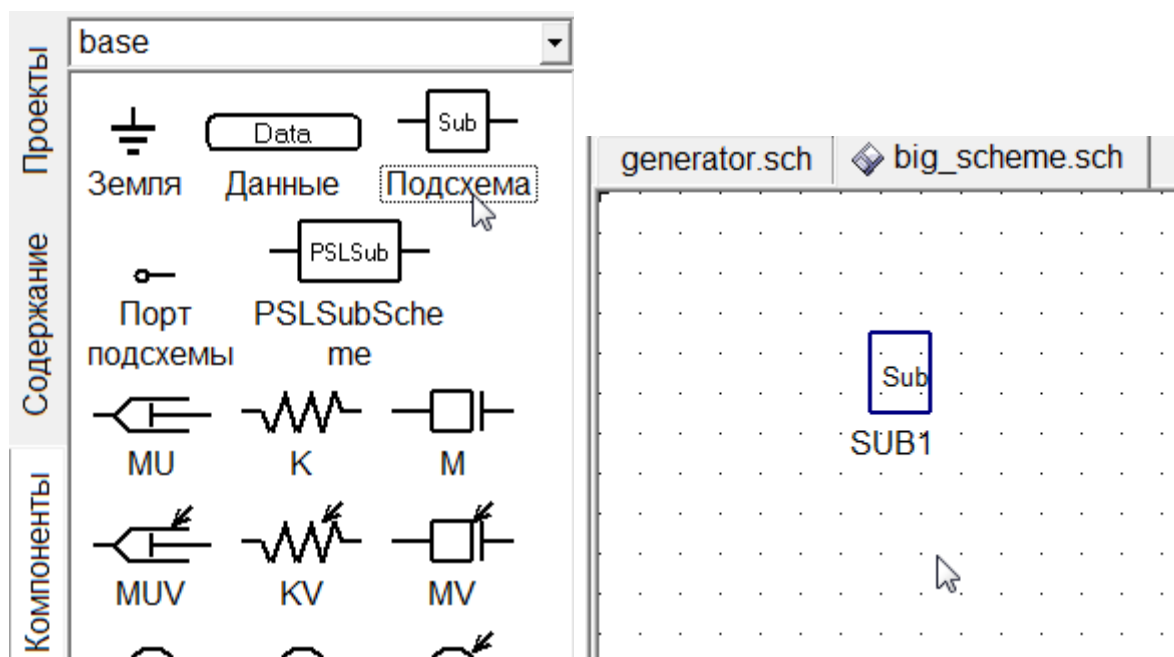 Проекты
Содержание
Компоненты
base
Data
Sub
Земля
Данные
Подсхема
PSLSub
Порт
подсхемы
PSLSubSche
me
MU
K
M
MUV
KV
MV
generator.sch
big_scheme.sch
Sub
SUB1